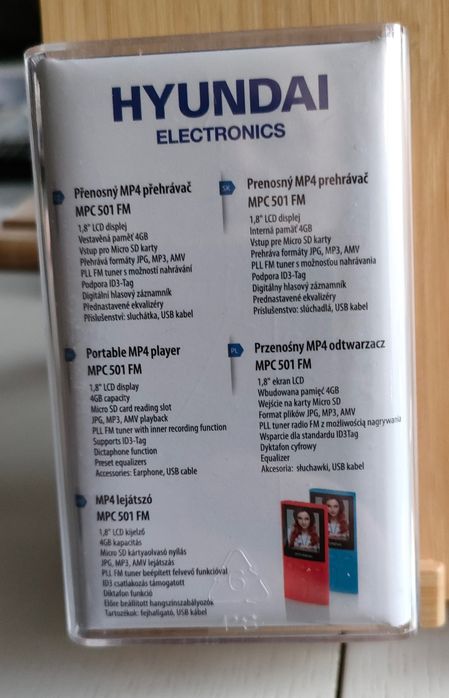 HYUNDAI
ELECTRONICS
Přenosný MP4 přehrávač
MPC 501 FM
1,8" LCD displej
Vestavěná paměť 4GB
Vstup pro Micro SD karty
Přehrává formáty JPG, MP3, AMV
PLL FM tuner s možností nahrávání
Podpora ID3-Tag
Digitální hlasový záznamník
Přednastavené ekvalizéry
Příslušenství: sluchátka, USB kabel
SK
Prenosný MP4 prehrávač
MPC 501 FM
1,8" LCD displej
Interná pamäť 4GB
Vstup pre Micro SD karty
Prehráva formáty JPG, MP3, AMV
PLL FM tuner s možnosťou nahrávania
Podpora ID3-Tag
Digitálny hlasový záznamník
Prednastavené ekvalizéry
Príslušenstvo: slúchadlá, USB kabel
Portable MP4 player
MPC 501 FM
1,8" LCD display
4GB capacity
Micro SD card reading slot
JPG, MP3, AMV playback
PLL FM tuner with inner recording function
Supports ID3-Tag
Dictaphone function
Preset equalizers
Accessories: Earphone, USB cable
PL
Przenośny MP4 odtwarzacz
MPC 501 FM
1,8" ekran LCD
Wbudowana pamięć 4GB
Wejście na karty Micro SD
Format plików JPG, MP3, AMV
PLL tuner radio FM z możliwością nagrywania
Wsparcie dla standardu ID3Tag
Dyktafon cyfrowy
Equalizer
Akcesoria: słuchawki, USB kabel
MP4 lejátszó
MPC 501 FM
1,8" LCD kijelző
4GB kapacitás
Micro SD kártyaolvasó nyílás
JPG, MP3, AMV lejátszás
PLL FM tuner beépített felvevő funkcióval
ID3 csatlakozás támogatott
Diktafon funkció
Előre beállított hangszínszabályozók
Tartozékok: fejhallgató, USB kábel
6
PS